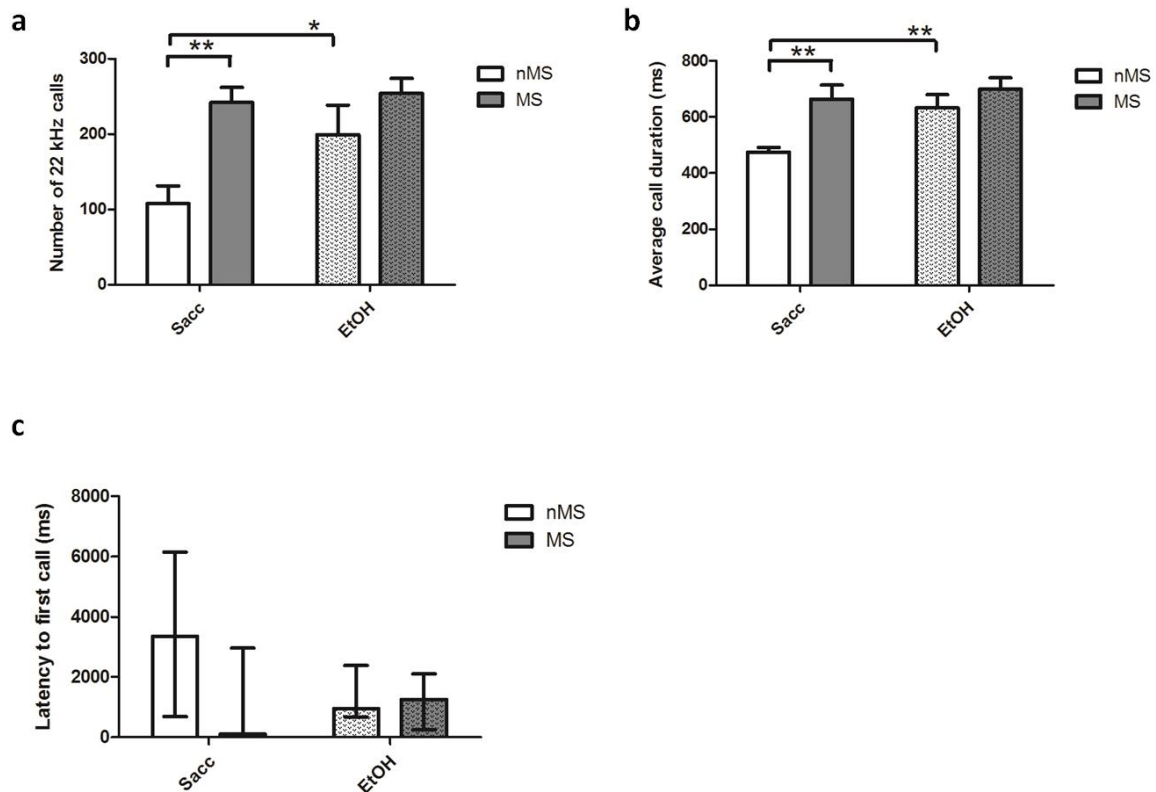 a
Number of 22 kHz calls
300
200
100
0
**
*
Sacc
EtOH
nMS
MS
b
Average call duration (ms)
800
600
400
200
0
**
**
Sacc
EtOH
nMS
MS
c
Latency to first call (ms)
8000
6000
4000
2000
0
Sacc
EtOH
nMS
MS